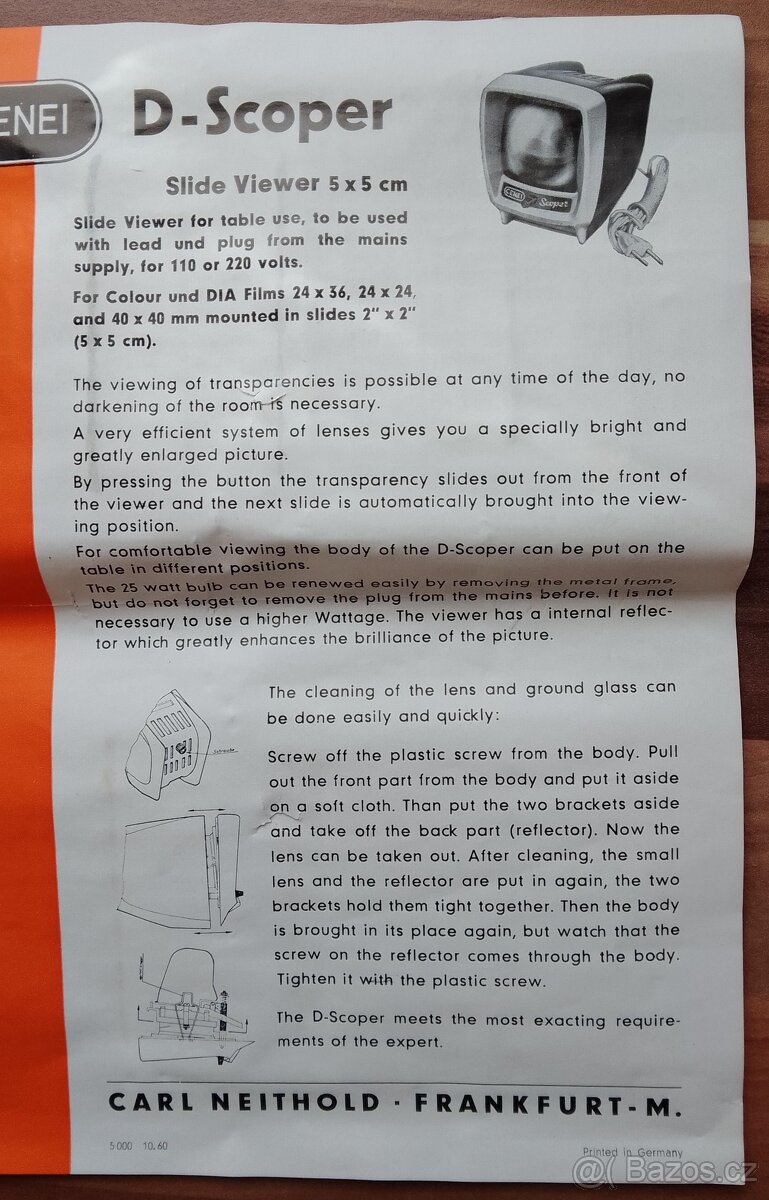 ENEI
D-Scoper
Slide Viewer 5 x 5 cm
Slide Viewer for table use, to be used
with lead und plug from the mains
supply, for 110 or 220 volts.
For Colour und DIA Films 24 x 36, 24 x 24,
and 40 x 40 mm mounted in slides 2" x 2"
(5 x 5 cm).
CENEI
Scoper
The viewing of transparencies is possible at any time of the day, no
darkening of the room is necessary.
A very efficient system of lenses gives you a specially bright and
greatly enlarged picture.
By pressing the button the transparency slides out from the front of
the viewer and the next slide is automatically brought into the view-
ing position.
For comfortable viewing the body of the D-Scoper can be put on the
table in different positions.
The 25 watt bulb can be renewed easily by removing the metal frame,
but do not forget to remove the plug from the mains before. It is not
necessary to use a higher Wattage. The viewer has a internal reflec-
tor which greatly enhances the brilliance of the picture.
The cleaning of the lens and ground glass can
be done easily and quickly:
Schraube
Screw off the plastic screw from the body. Pull
out the front part from the body and put it aside
on a soft cloth. Than put the two brackets aside
and take off the back part (reflector). Now the
lens can be taken out. After cleaning, the small
lens and the reflector are put in again, the two
brackets hold them tight together. Then the body
is brought in its place again, but watch that the
screw on the reflector comes through the body.
Tighten it with the plastic screw.
The D-Scoper meets the most exacting require-
ments of the expert.
CARL NEITHOLD · FRANKFURT-M.
5 000 10.60
Printed in Germany
@( Bazos.cz